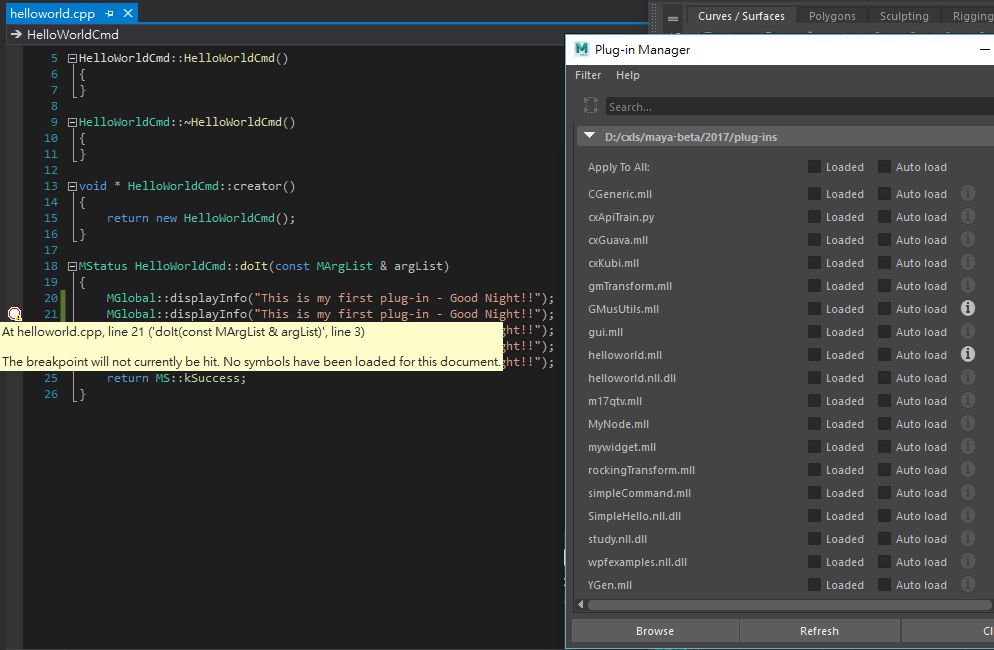 helloworld.cpp
HelloWorldCmd
5 HelloWorldCmd::HelloWorldCmd()
6 {
7 }
8
9 HelloWorldCmd::~HelloWorldCmd()
10 {
11 }
12
13 void * HelloWorldCmd::creator()
14 {
15 return new HelloWorldCmd();
16 }
17
18 MStatus HelloWorldCmd::doIt(const MArgList & argList)
19 {
20 MGlobal::displayInfo("This is my first plug-in - Good Night!!");
21 MGlobal::displayInfo("This is my first plug-in - Good Night!!");
At helloworld.cpp, line 21 ('doIt(const MArgList & argList)', line 3)
ght!!");
ght!!");
The breakpoint will not currently be hit. No symbols have been loaded for this document.
ght!!");
25 return MS::kSuccess;
26 }
Curves / Surfaces Polygons Sculpting Rigging
M Plug-in Manager
Filter Help
Search...
D:/cxls/maya-beta/2017/plug-ins
Apply To All: Loaded Auto load
CGeneric.mll Loaded Auto load
cxApiTrain.py Loaded Auto load
cxGuava.mll Loaded Auto load
cxKubi.mll Loaded Auto load
gmTransform.mll Loaded Auto load
GMusUtils.mll Loaded Auto load
gui.mll Loaded Auto load
helloworld.mll Loaded Auto load
helloworld.nll.dll Loaded Auto load
m17qtv.mll Loaded Auto load
MyNode.mll Loaded Auto load
mywidget.mll Loaded Auto load
rockingTransform.mll Loaded Auto load
simpleCommand.mll Loaded Auto load
SimpleHello.nll.dll Loaded Auto load
study.nll.dll Loaded Auto load
wpfexamples.nll.dll Loaded Auto load
YGen.mll Loaded Auto load
Browse Refresh Cl